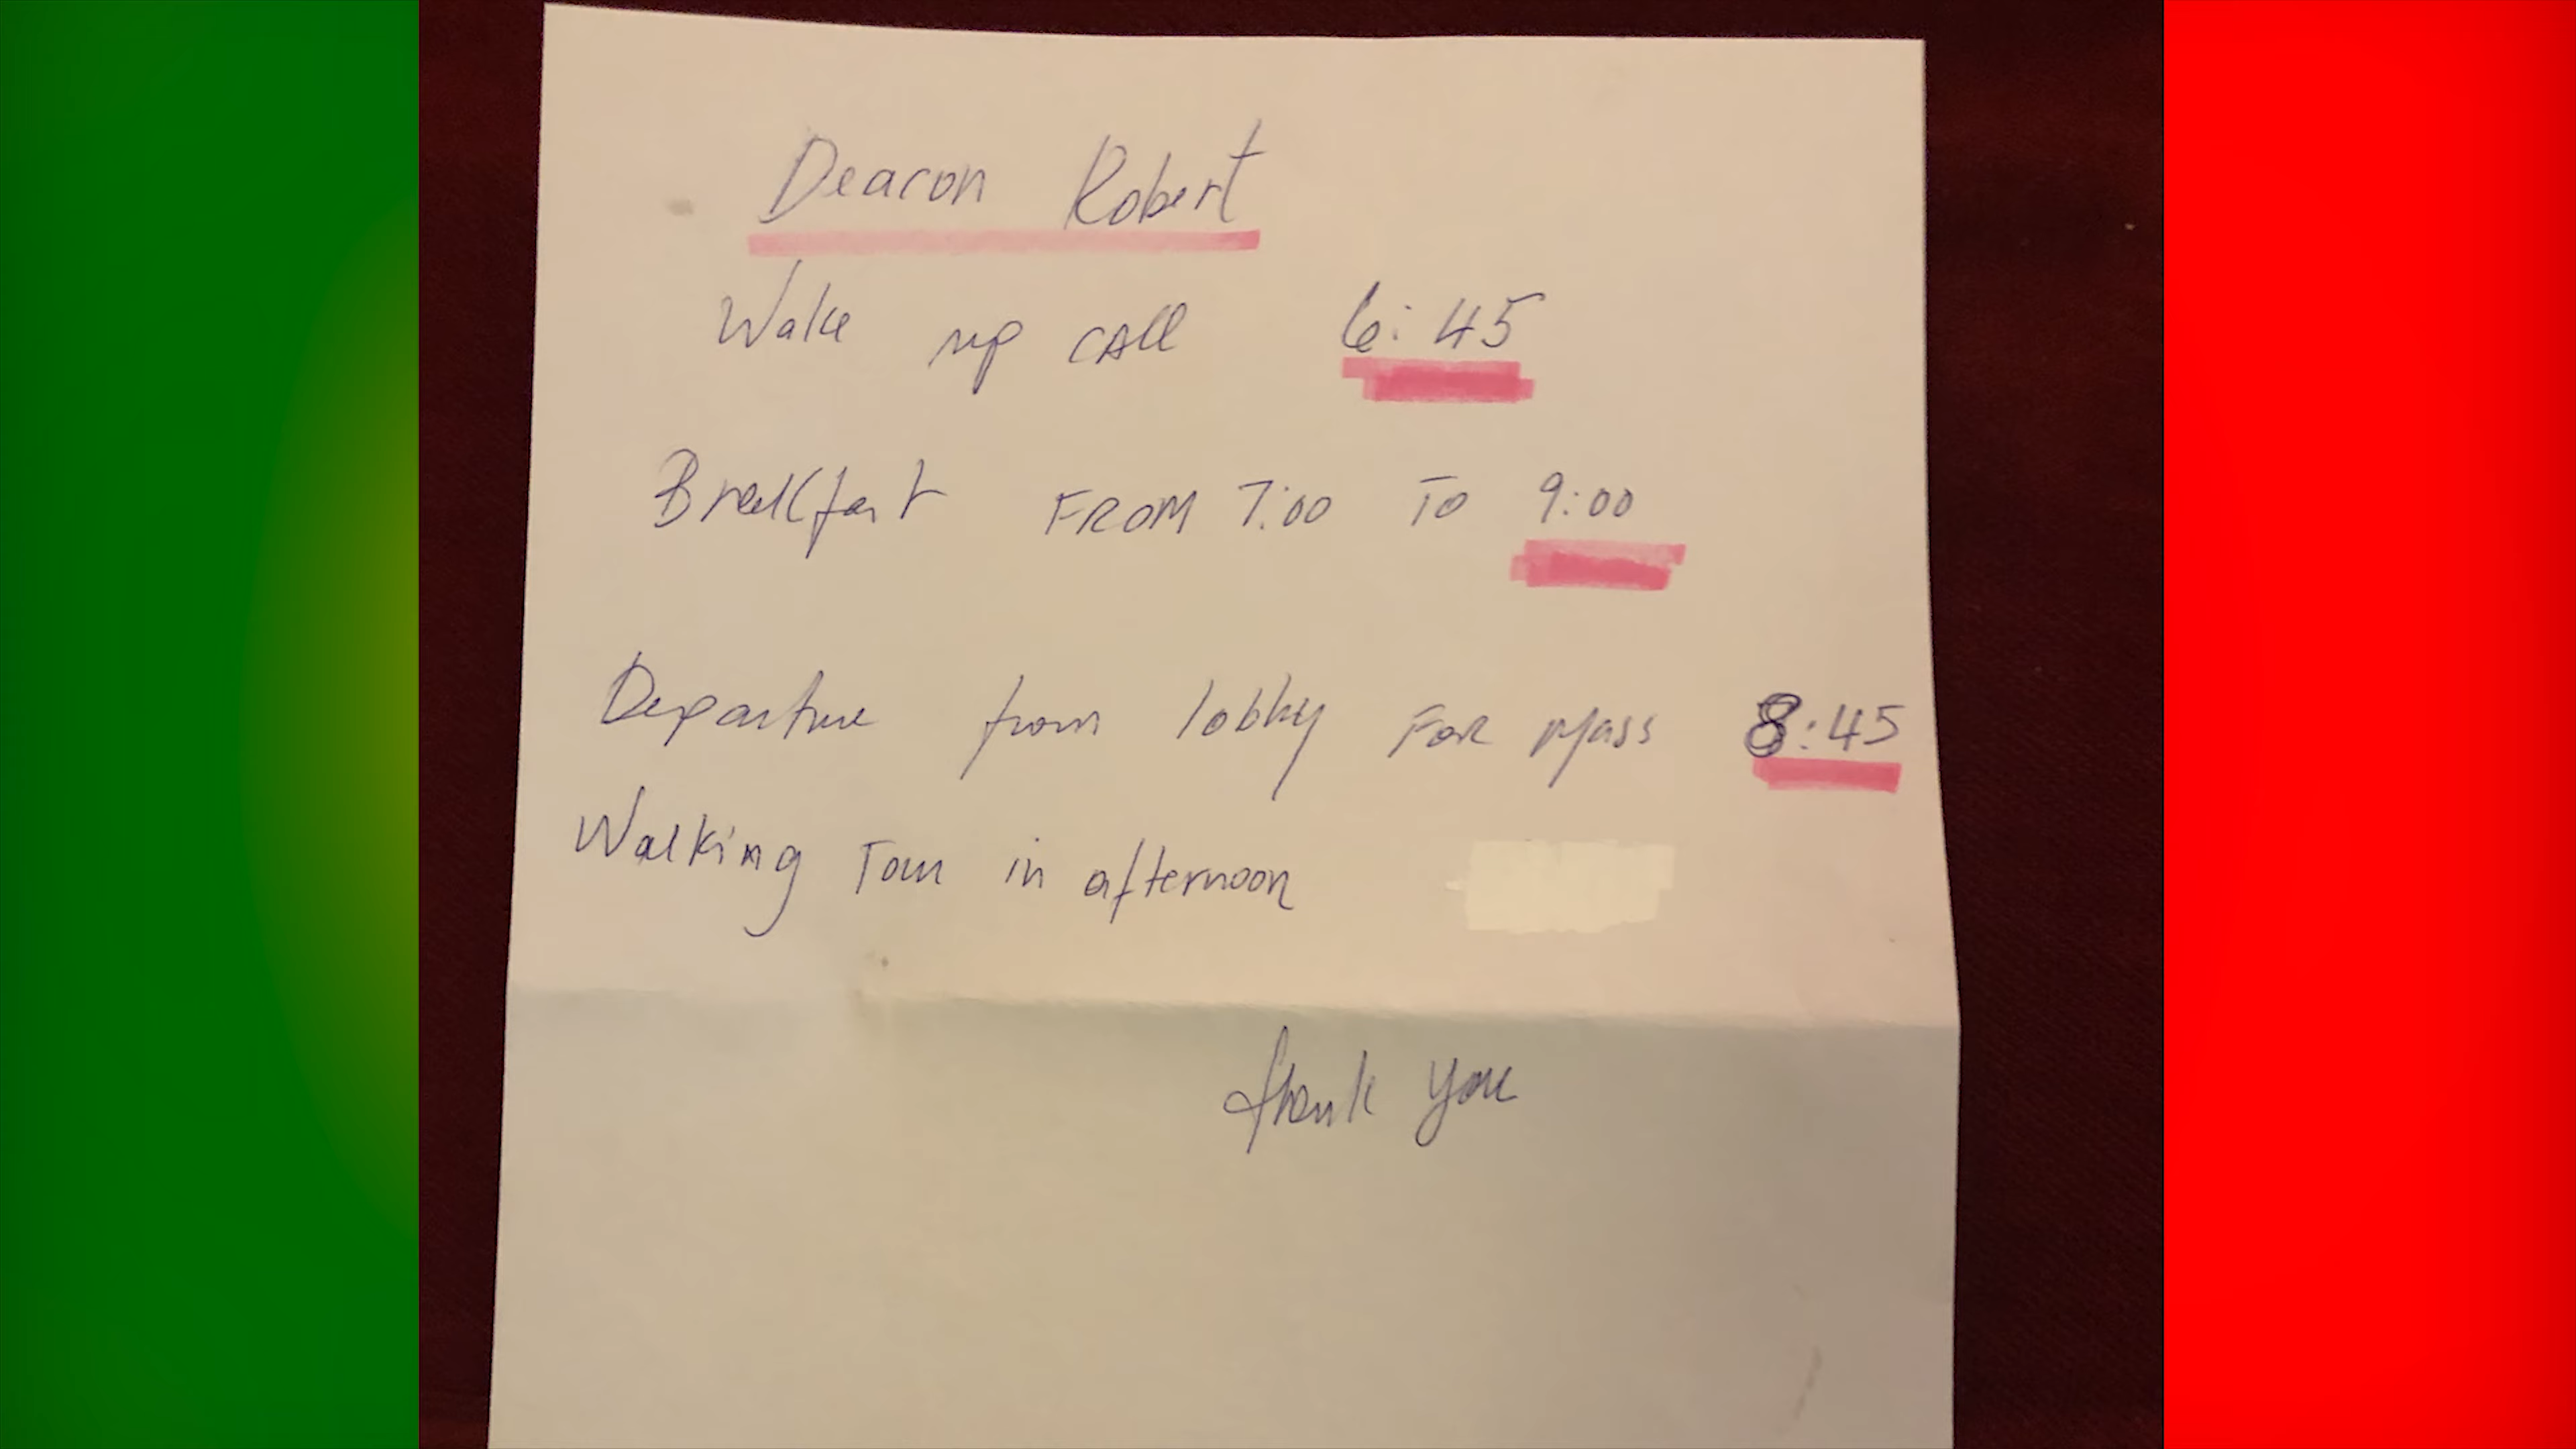 Deacon Robert
Wake up call 6:45
Breakfast FROM 7:00 TO 9:00
Departure from lobby FOR Mass 8:45
Walking Tour in afternoon
Thank you